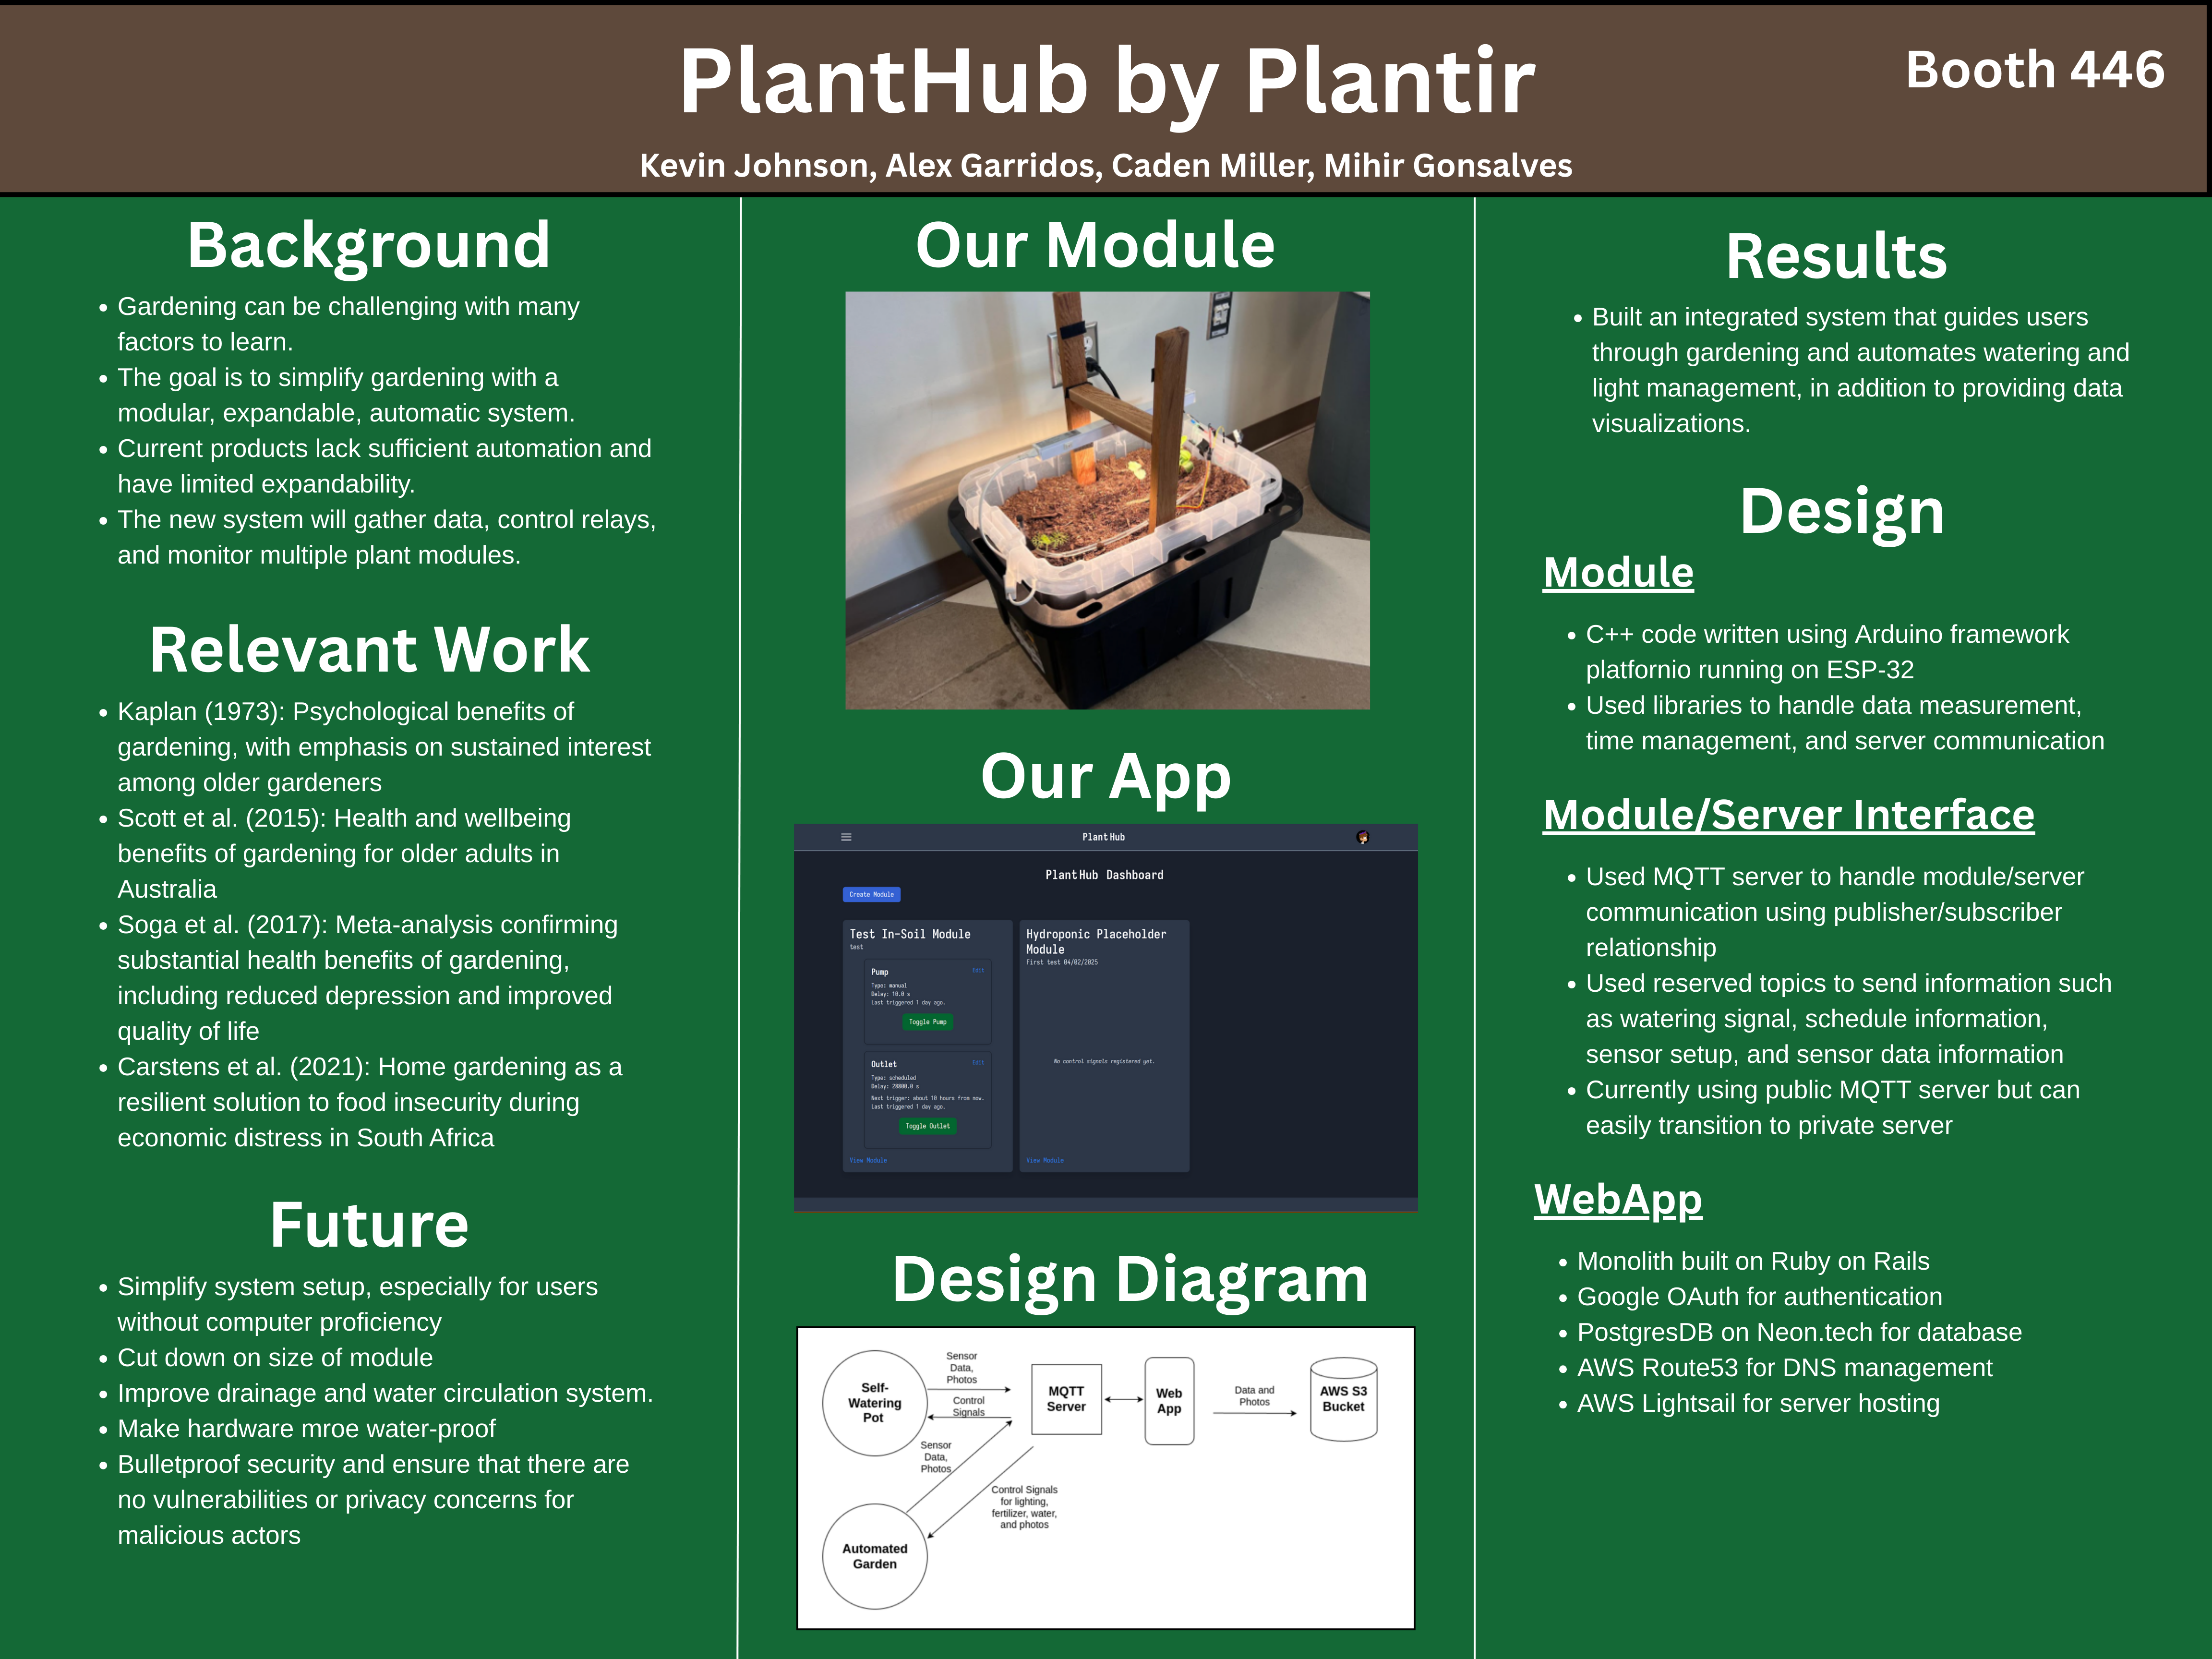 PlantHub by Plantir
Booth 446
Kevin Johnson, Alex Garridos, Caden Miller, Mihir Gonsalves
Background
• Gardening can be challenging with many
factors to learn.
• The goal is to simplify gardening with a
modular, expandable, automatic system.
• Current products lack sufficient automation and
have limited expandability.
• The new system will gather data, control relays,
and monitor multiple plant modules.
Relevant Work
• Kaplan (1973): Psychological benefits of
gardening, with emphasis on sustained interest
among older gardeners
• Scott et al. (2015): Health and wellbeing
benefits of gardening for older adults in
Australia
• Soga et al. (2017): Meta-analysis confirming
substantial health benefits of gardening,
including reduced depression and improved
quality of life
• Carstens et al. (2021): Home gardening as a
resilient solution to food insecurity during
economic distress in South Africa
Future
• Simplify system setup, especially for users
without computer proficiency
• Cut down on size of module
• Improve drainage and water circulation system.
• Make hardware mroe water-proof
• Bulletproof security and ensure that there are
no vulnerabilities or privacy concerns for
malicious actors
Our Module
Our App
PlantHub
PlantHub Dashboard
Create Module
Test In-Soil Module
test
Pump
Edit
Type: manual
Delay: 10.0 s
Last triggered 1 day ago.
Toggle Pump
Outlet
Edit
Type: scheduled
Delay: 28800.0 s
Next trigger: about 10 hours from now.
Last triggered 1 day ago.
Toggle Outlet
View Module
Hydroponic Placeholder
Module
First test 04/02/2025
No control signals registered yet.
View Module
Design Diagram
Self-
Watering
Pot
Sensor
Data,
Photos
Control
Signals
MQTT
Server
Web
App
Data and
Photos
AWS S3
Bucket
Sensor
Data,
Photos
Control Signals
for lighting,
fertilizer, water,
and photos
Automated
Garden
Results
• Built an integrated system that guides users
through gardening and automates watering and
light management, in addition to providing data
visualizations.
Design
Module
• C++ code written using Arduino framework
platfornio running on ESP-32
• Used libraries to handle data measurement,
time management, and server communication
Module/Server Interface
• Used MQTT server to handle module/server
communication using publisher/subscriber
relationship
• Used reserved topics to send information such
as watering signal, schedule information,
sensor setup, and sensor data information
• Currently using public MQTT server but can
easily transition to private server
WebApp
• Monolith built on Ruby on Rails
• Google OAuth for authentication
• PostgresDB on Neon.tech for database
• AWS Route53 for DNS management
• AWS Lightsail for server hosting